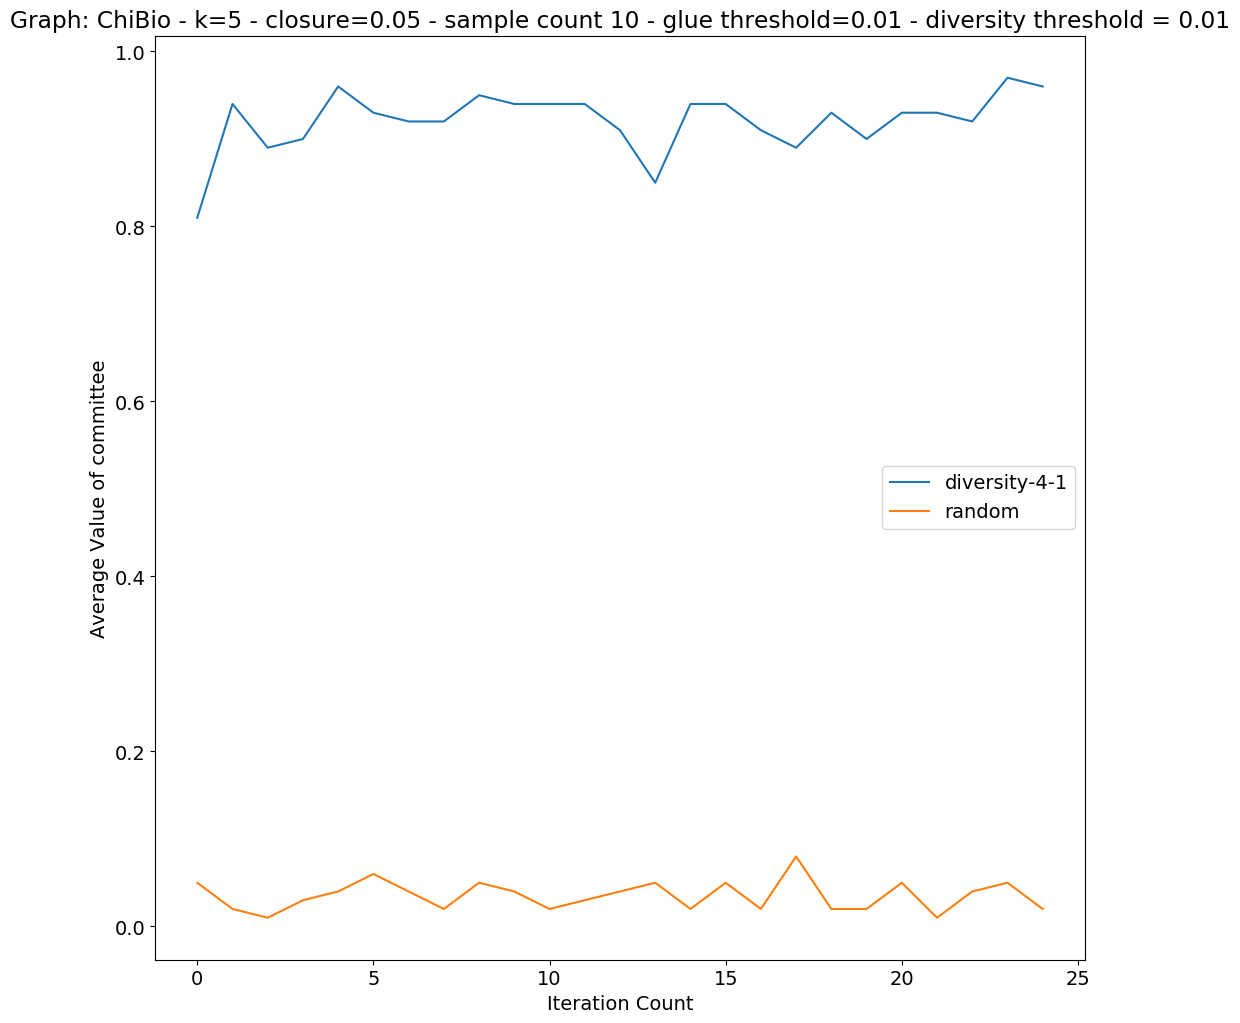 Graph: ChiBio - k=5 - closure=0.05 - sample count 10 - glue threshold=0.01 - diversity threshold = 0.01
1.0
0.8
0.6
0.4
0.2
0.0
Average Value of committee
diversity-4-1
random
0
5
10
15
20
25
Iteration Count